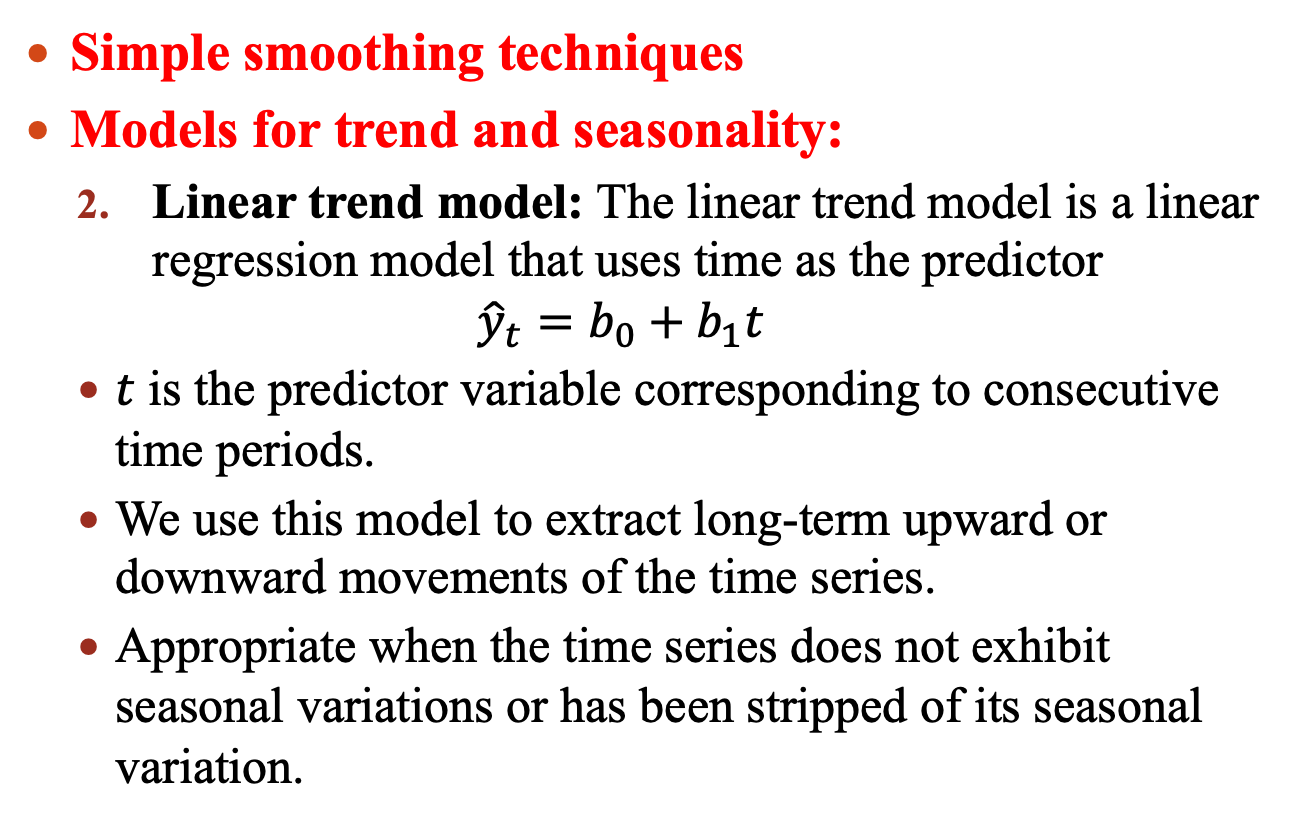 • Simple smoothing techniques
• Models for trend and seasonality:
2. Linear trend model: The linear trend model is a linear
regression model that uses time as the predictor
ŷₜ = b₀ + b₁t
• t is the predictor variable corresponding to consecutive
time periods.
• We use this model to extract long-term upward or
downward movements of the time series.
• Appropriate when the time series does not exhibit
seasonal variations or has been stripped of its seasonal
variation.